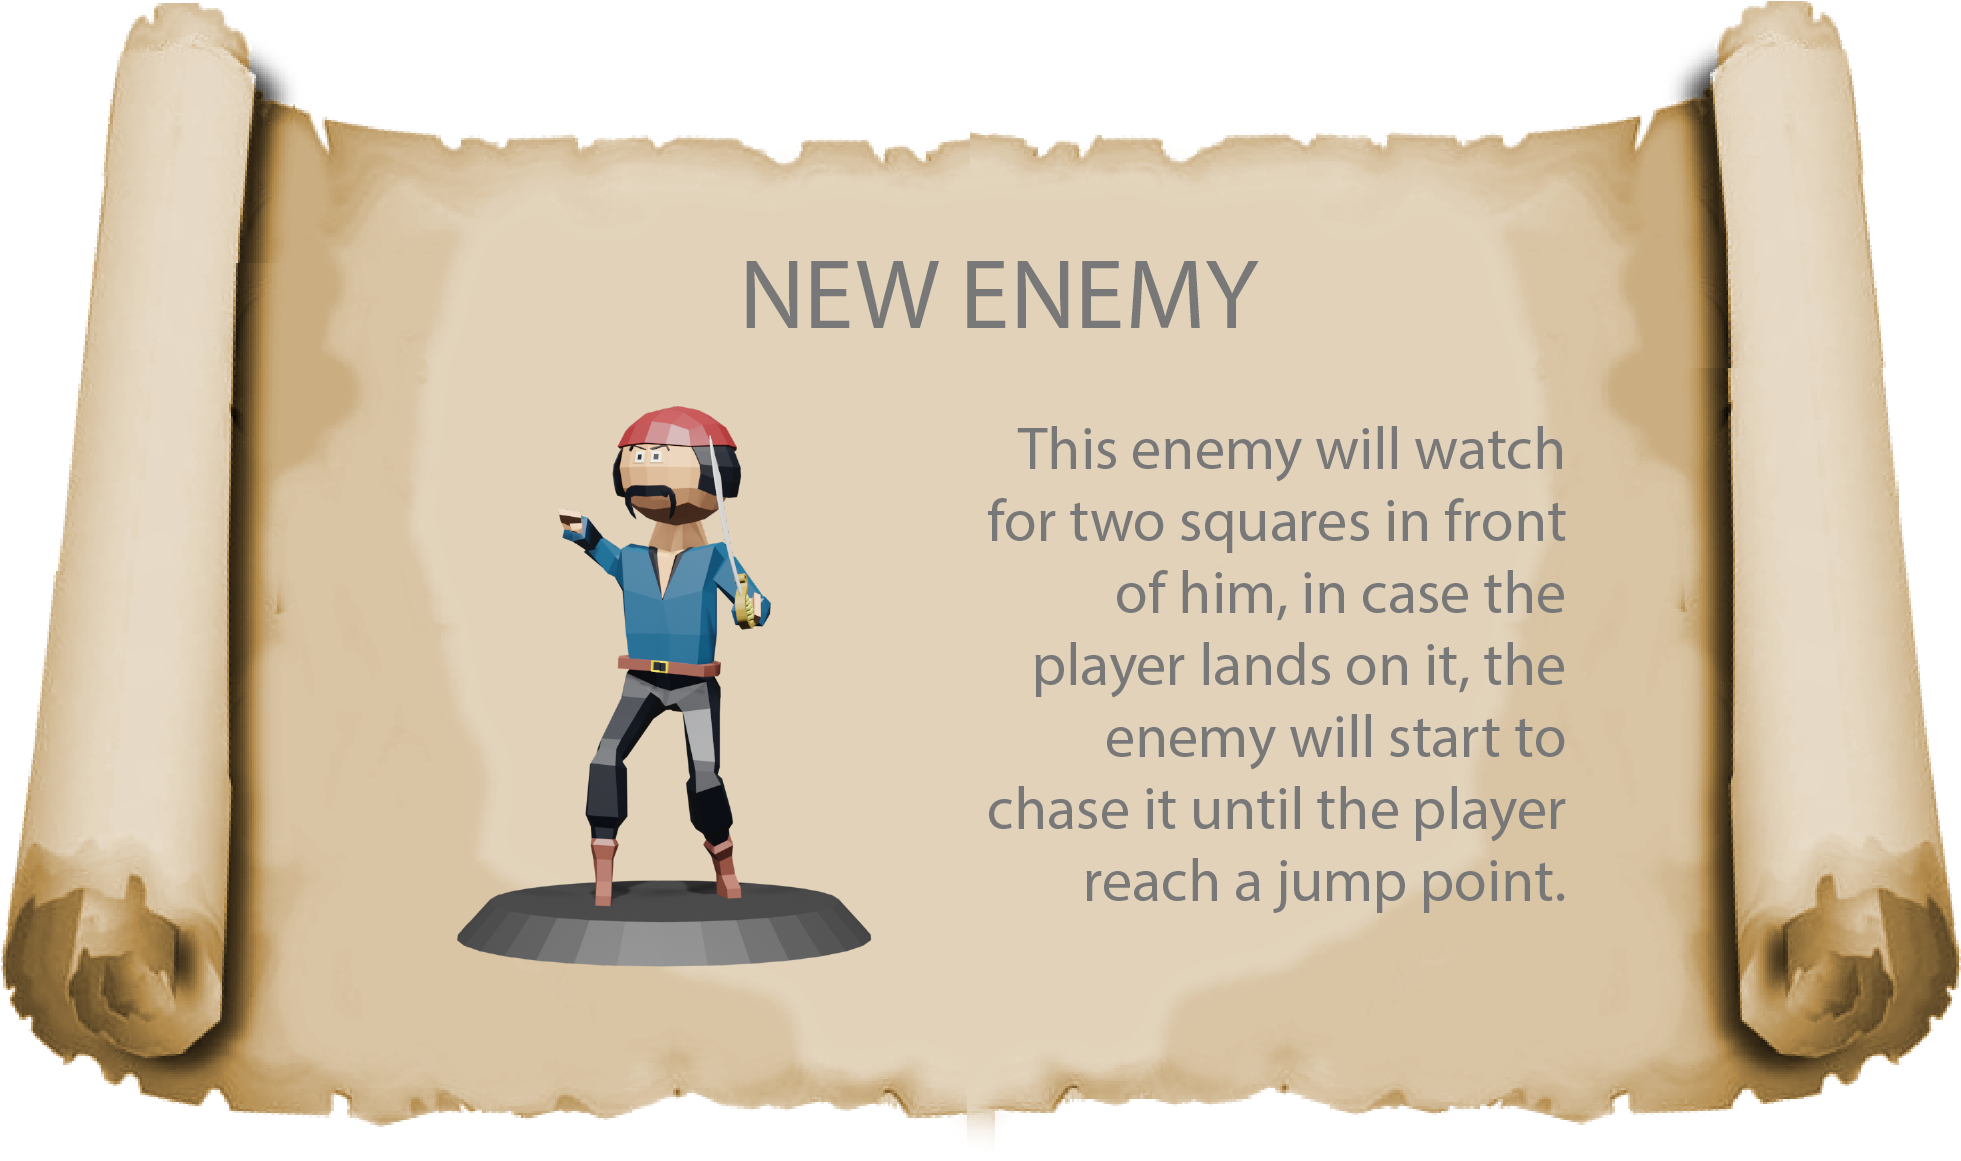 NEW ENEMY
This enemy will watch
for two squares in front
of him, in case the
player lands on it, the
enemy will start to
chase it until the player
reach a jump point.